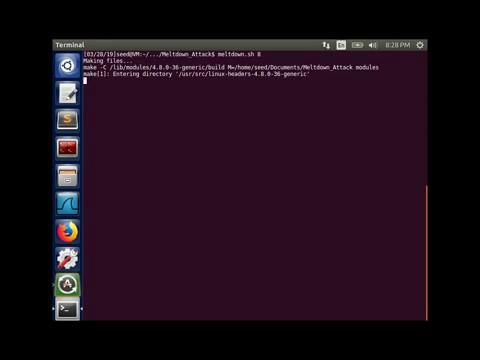 Terminal
En
8:28 PM
[03/28/19]seed@VM:~/.../Meltdown_Attack$ meltdown.sh 8
Making files...
make -C /lib/modules/4.8.0-36-generic/build M=/home/seed/Documents/Meltdown_Attack modules
make[1]: Entering directory '/usr/src/linux-headers-4.8.0-36-generic'